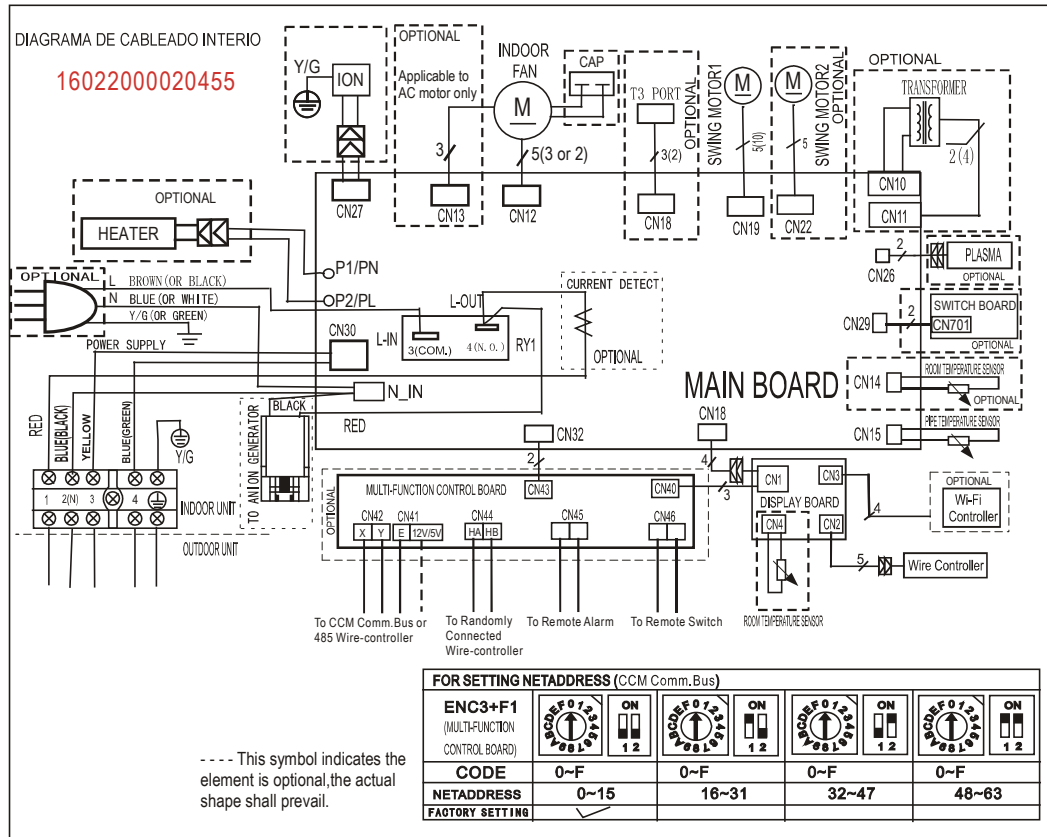 DIAGRAMA DE CABLEADO INTERIO
16022000020455
Y/G
ION
CN27
OPTIONAL
Applicable to
AC motor only
3
CN13
INDOOR
FAN
M
CAP
5(3 or 2)
CN12
T3 PORT
OPTIONAL
3(2)
CN18
SWING MOTOR1
M
5(10)
CN19
M
SWING MOTOR2
OPTIONAL
5
CN22
OPTIONAL
TRANSFORMER
2(4)
CN10
CN11
OPTIONAL
HEATER
P1/PN
P2/PL
OPTIONAL
L BROWN(OR BLACK)
N BLUE(OR WHITE)
Y/G(OR GREEN)
POWER SUPPLY
CN30
L-IN
L-OUT
3(COM.)
4(N.O.)
RY1
CURRENT DETECT
OPTIONAL
N_IN
CN26
2
PLASMA
OPTIONAL
CN29
2
SWITCH BOARD
CN701
OPTIONAL
MAIN BOARD
CN14
ROOM TEMPERATURE SENSOR
OPTIONAL
CN15
PIPE TEMPERATURE SENSOR
RED
BLUE(BLACK)
YELLOW
BLUE(GREEN)
Y/G
1 2(N) 3 4
INDOOR UNIT
OUTDOOR UNIT
TO ANION GENERATOR
BLACK
RED
CN32
2
CN18
4
3
OPTIONAL
MULTI-FUNCTION CONTROL BOARD
CN43
CN40
CN42
X Y
CN41
E 12V/5V
CN44
HA HB
CN45
CN46
To CCM Comm.Bus or
485 Wire-controller
To Randomly
Connected
Wire-controller
To Remote Alarm
To Remote Switch
CN1
CN3
DISPLAY BOARD
CN4
CN2
ROOM TEMPERATURE SENSOR
4
OPTIONAL
Wi-Fi
Controller
5
Wire Controller
FOR SETTING NETADDRESS (CCM Comm.Bus)
ENC3+F1
(MULTI-FUNCTION
CONTROL BOARD)
0123456789ABCDEF
ON
1 2
0123456789ABCDEF
ON
1 2
0123456789ABCDEF
ON
1 2
0123456789ABCDEF
ON
1 2
CODE 0~F 0~F 0~F 0~F
NETADDRESS 0~15 16~31 32~47 48~63
FACTORY SETTING
---- This symbol indicates the
element is optional,the actual
shape shall prevail.